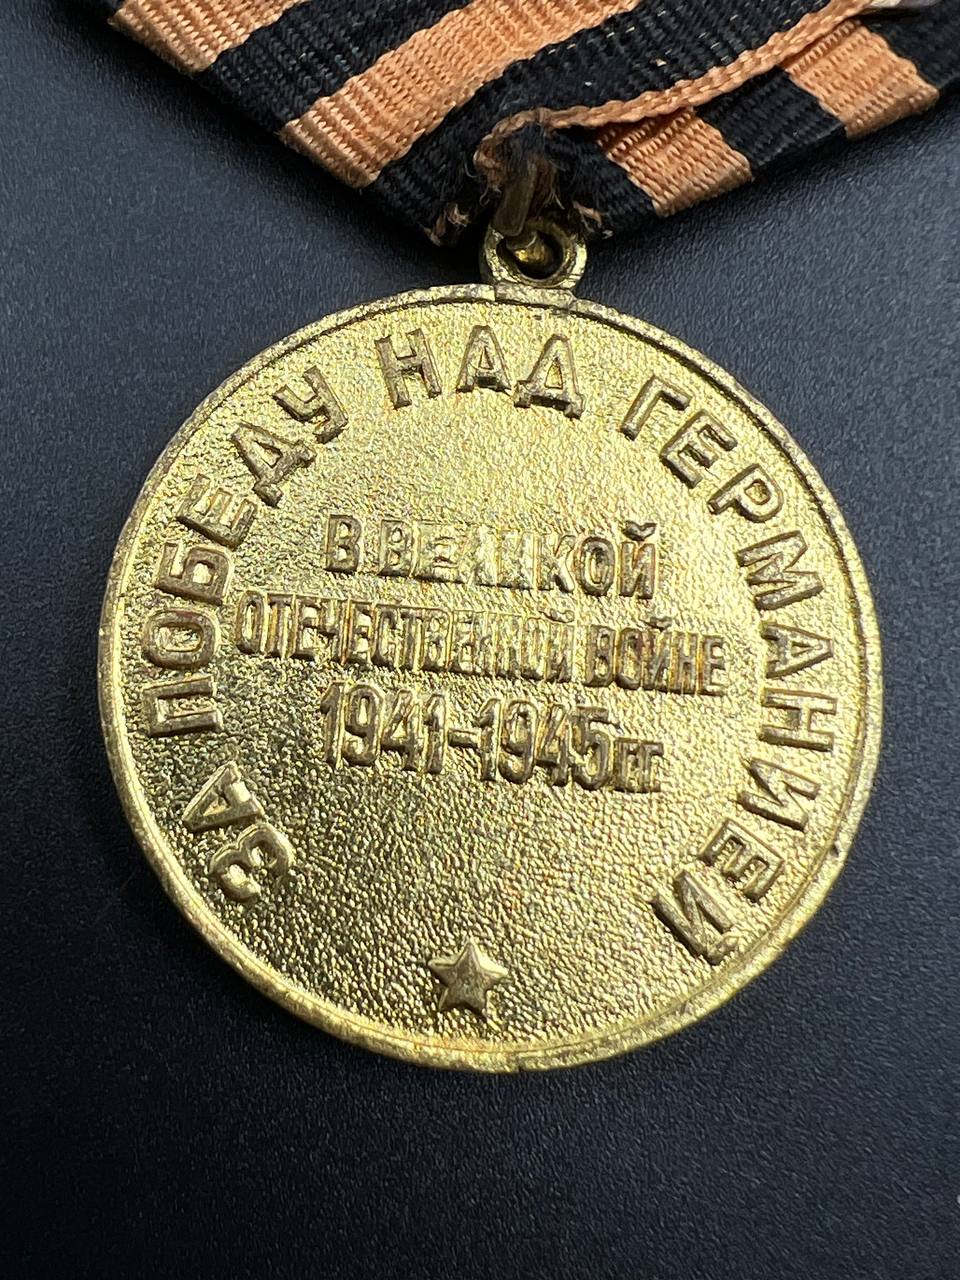 ЗА ПОБЕДУ НАД ГЕРМАНИЕЙ
В ВЕЛИКОЙ
ОТЕЧЕСТВЕННОЙ ВОЙНЕ
1941-1945 гг